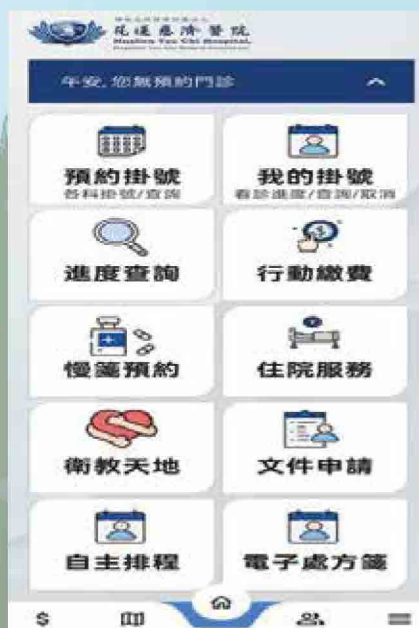 花蓮慈濟醫院
Hualien Tzu Chi Hospital,
午安, 您無預約門診
預約掛號
各科掛號/查詢
我的掛號
看診進度/查詢/取消
進度查詢
行動繳費
慢箋預約
住院服務
衛教天地
文件申請
自主排程
電子處方箋